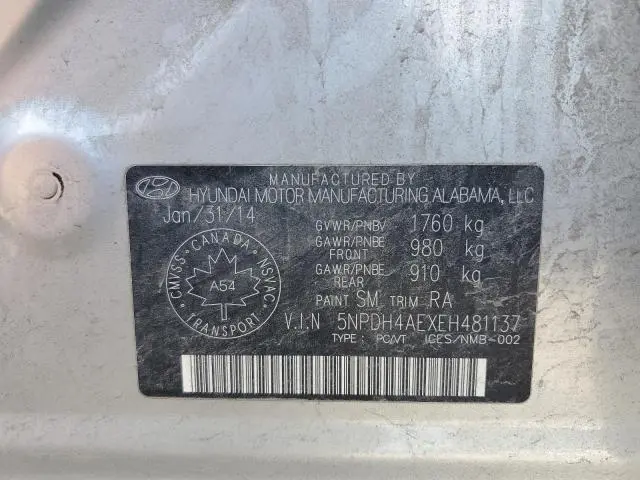 MANUFACTURED BY
HYUNDAI MOTOR MANUFACTURING ALABAMA, LLC
Jan/31/14
GVWR/PNBV 1760 kg
GAWR/PNBE FRONT 980 kg
GAWR/PNBE REAR 910 kg
PAINT SM TRIM RA
V.I.N 5NPDH4AEXEH481137
TYPE : PC/VT ICES/NMB-002
CANADA
CMVSS
NSVAC
A54
TRANSPORT